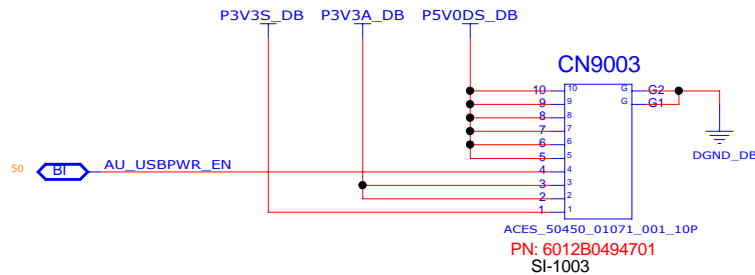 P3V3S_DB P3V3A_DB P5V0DS_DB
CN9003
10 10 G G2
9 9 G G1
8 8
7 7
6 6
5 5
4 4
3 3
2 2
1 1
DGND_DB
50 BI AU_USBPWR_EN
ACES_50450_01071_001_10P
PN: 6012B0494701
SI-1003